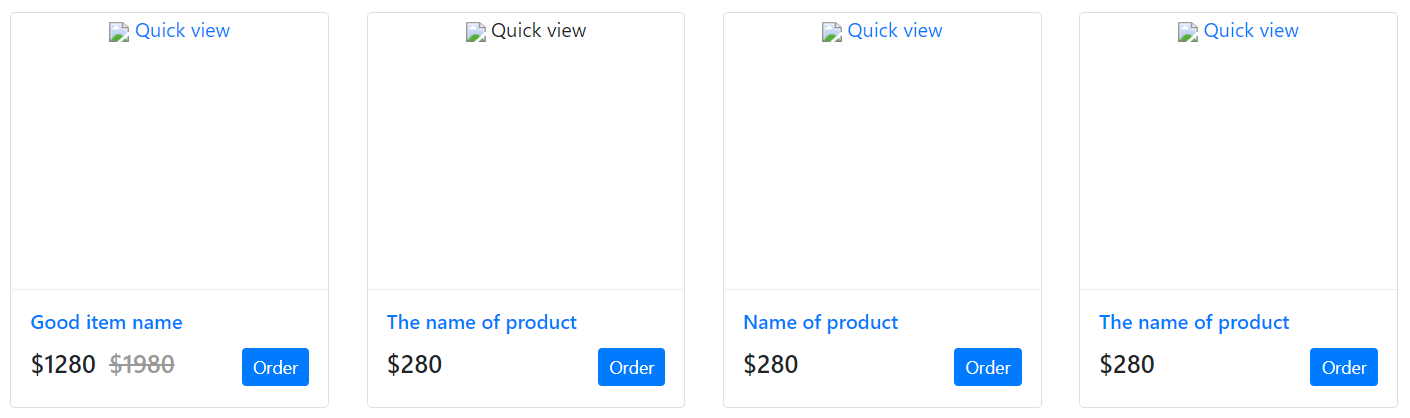 Quick view
Good item name
$1280 $1980
Order
Quick view
The name of product
$280
Order
Quick view
Name of product
$280
Order
Quick view
The name of product
$280
Order